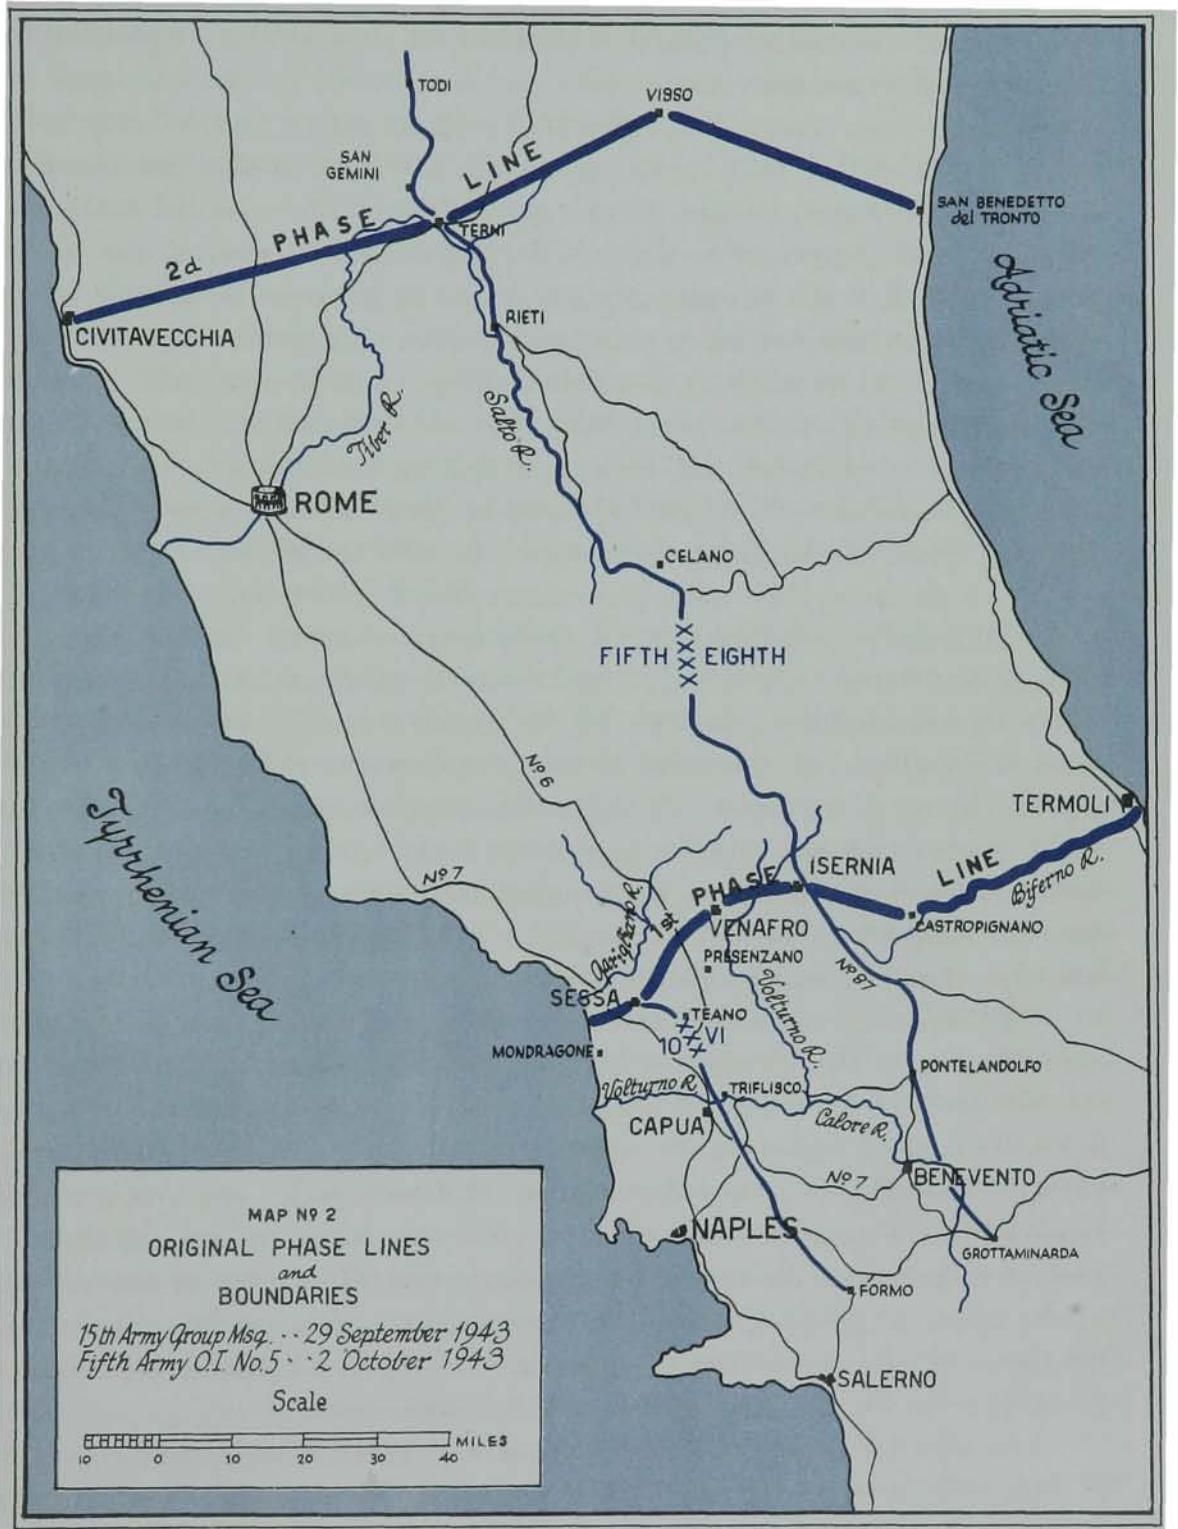 TODI
VISSO
SAN
GEMINI
2d PHASE LINE
TERNI
SAN BENEDETTO
del TRONTO
CIVITAVECCHIA
RIETI
Adriatic Sea
Tiber R.
Salto R.
ROME
CELANO
FIFTH XXXX EIGHTH
Nº 6
Tyrrhenian Sea
TERMOLI
Nº 7
ISERNIA
1st PHASE LINE
Biferno R.
Garigliano R.
VENAFRO
CASTROPIGNANO
PRESENZANO
Nº 87
Volturno R.
SESSA
TEANO
10 XXX VI
MONDRAGONE
PONTELANDOLFO
Volturno R.
TRIFLISCO
CAPUA
Calore R.
Nº 7
BENEVENTO
NAPLES
GROTTAMINARDA
FORMO
SALERNO
MAP Nº 2
ORIGINAL PHASE LINES
and
BOUNDARIES
15th Army Group Msg. -- 29 September 1943
Fifth Army O.I. No.5 - - 2 October 1943
Scale
MILES
10 0 10 20 30 40